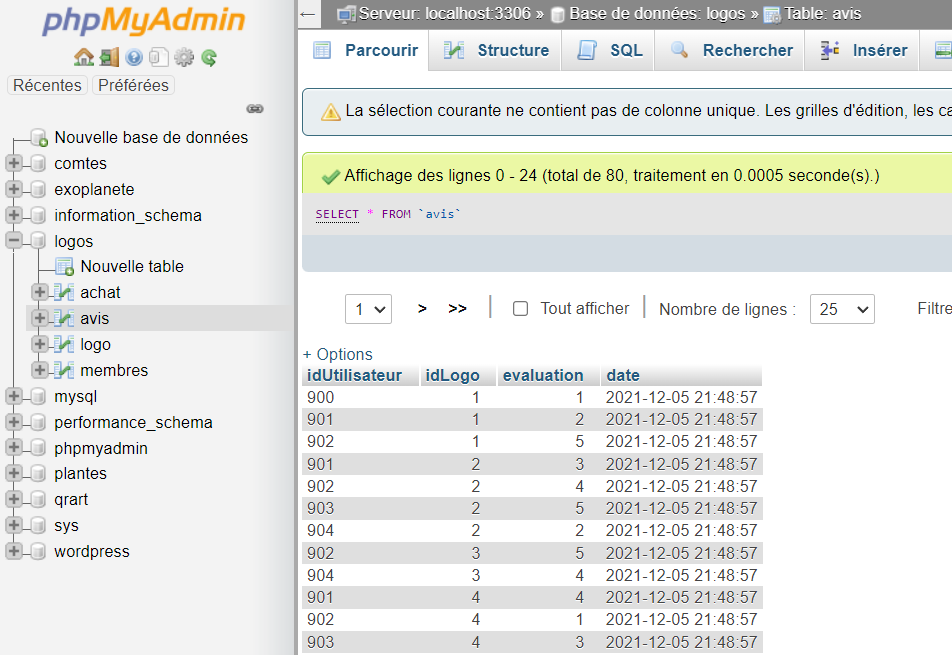 phpMyAdmin
Récentes Préférées
Nouvelle base de données
comtes
exoplanete
information_schema
logos
Nouvelle table
achat
avis
logo
membres
mysql
performance_schema
phpmyadmin
plantes
qrart
sys
wordpress
Serveur: localhost:3306 » Base de données: logos » Table: avis
Parcourir Structure SQL Rechercher Insérer
La sélection courante ne contient pas de colonne unique. Les grilles d'édition, les ca
Affichage des lignes 0 - 24 (total de 80, traitement en 0.0005 seconde(s).)
SELECT * FROM `avis`
1 > >> Tout afficher Nombre de lignes : 25 Filtre
+ Options
idUtilisateur idLogo evaluation date
900 1 1 2021-12-05 21:48:57
901 1 2 2021-12-05 21:48:57
902 1 5 2021-12-05 21:48:57
901 2 3 2021-12-05 21:48:57
902 2 4 2021-12-05 21:48:57
903 2 5 2021-12-05 21:48:57
904 2 2 2021-12-05 21:48:57
902 3 5 2021-12-05 21:48:57
904 3 4 2021-12-05 21:48:57
901 4 4 2021-12-05 21:48:57
902 4 1 2021-12-05 21:48:57
903 4 3 2021-12-05 21:48:57